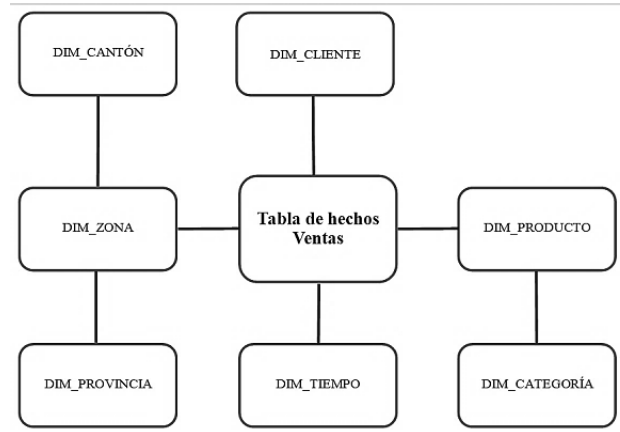 DIM_CANTÓN
DIM_CLIENTE
DIM_ZONA
Tabla de hechos
Ventas
DIM_PRODUCTO
DIM_PROVINCIA
DIM_TIEMPO
DIM_CATEGORÍA